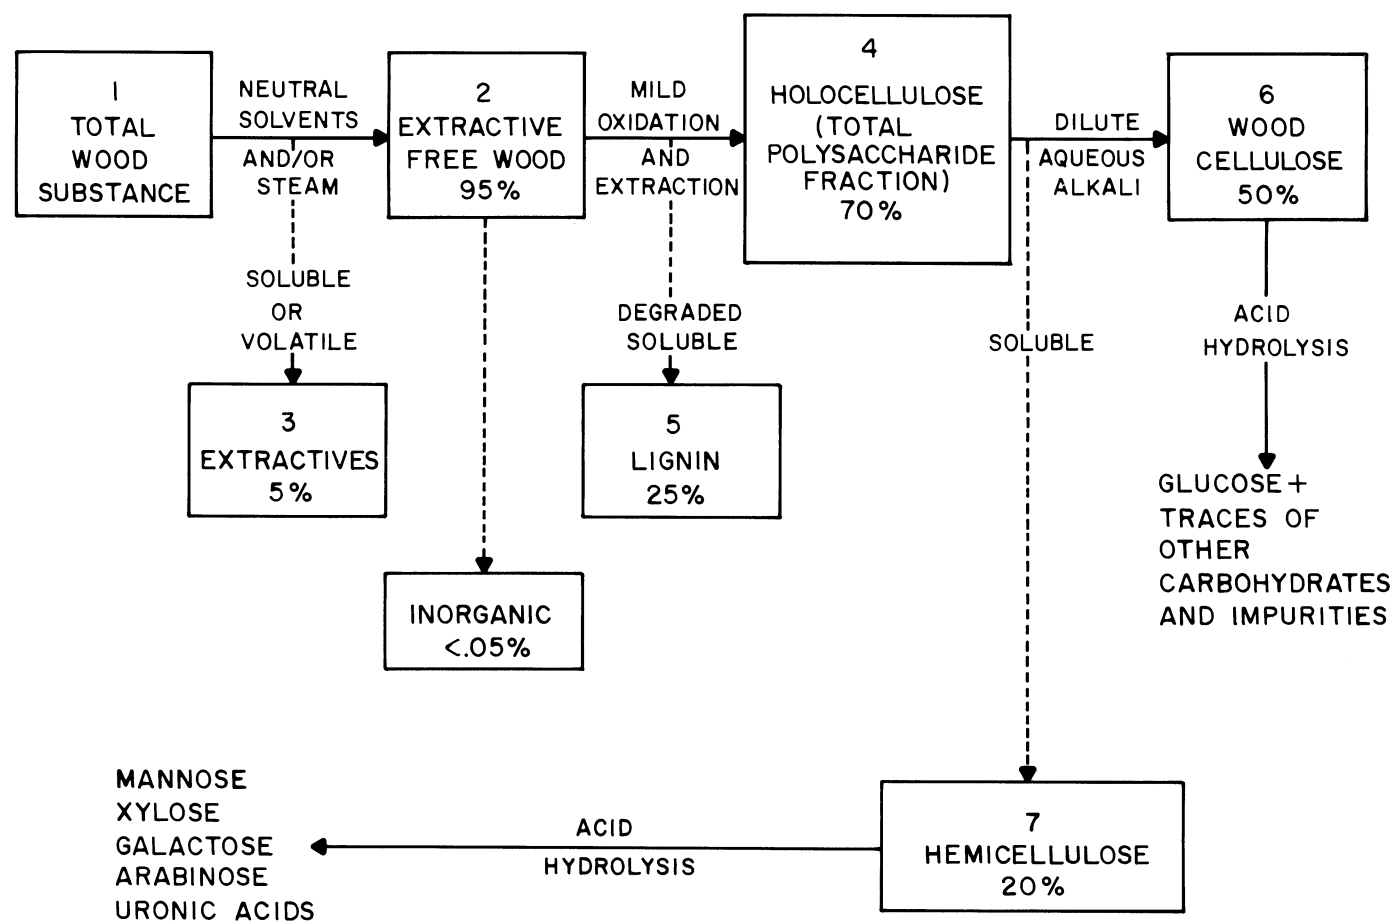 1
TOTAL
WOOD
SUBSTANCE
NEUTRAL
SOLVENTS
AND/OR
STEAM
SOLUBLE
OR
VOLATILE
2
EXTRACTIVE
FREE WOOD
95%
MILD
OXIDATION
AND
EXTRACTION
DEGRADED
SOLUBLE
4
HOLOCELLULOSE
(TOTAL
POLYSACCHARIDE
FRACTION)
70%
DILUTE
AQUEOUS
ALKALI
SOLUBLE
6
WOOD
CELLULOSE
50%
ACID
HYDROLYSIS
3
EXTRACTIVES
5%
5
LIGNIN
25%
GLUCOSE+
TRACES OF
OTHER
CARBOHYDRATES
AND IMPURITIES
INORGANIC
<.05%
7
HEMICELLULOSE
20%
ACID
HYDROLYSIS
MANNOSE
XYLOSE
GALACTOSE
ARABINOSE
URONIC ACIDS